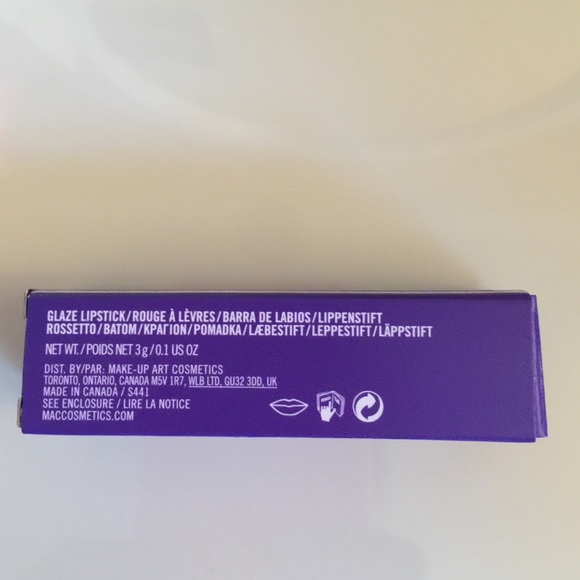 GLAZE LIPSTICK/ROUGE À LÈVRES/BARRA DE LABIOS/LIPPENSTIFT
ROSSETTO/BATOM/ΚΡΑΓΙΟΝ/POMADKA/LÆBESTIFT/LEPPESTIFT/LÄPPSTIFT
NET WT./POIDS NET 3g/0.1 US OZ
DIST. BY/PAR: MAKE-UP ART COSMETICS
TORONTO, ONTARIO, CANADA M5V 1R7, WLB LTD, GU32 3DD, UK
MADE IN CANADA / S441
SEE ENCLOSURE / LIRE LA NOTICE
MACCOSMETICS.COM